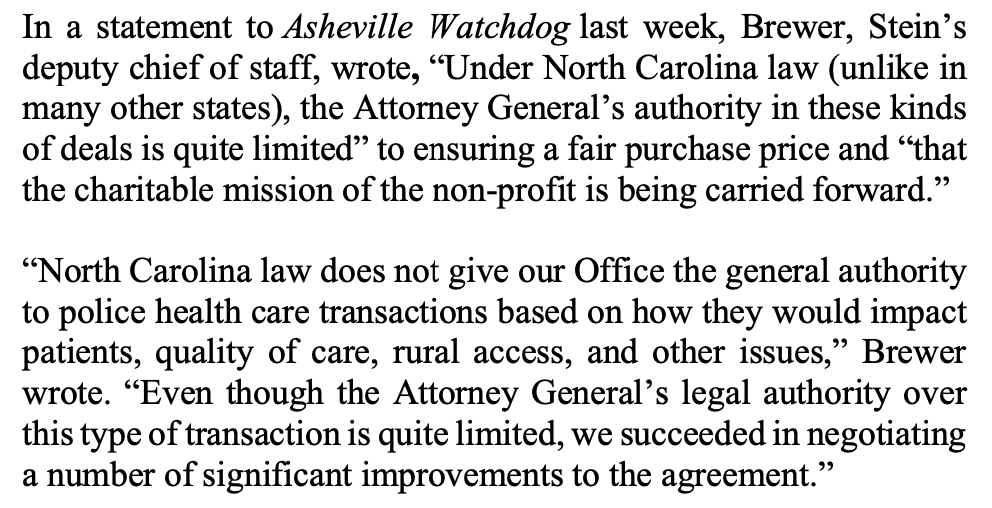 In a statement to Asheville Watchdog last week, Brewer, Stein’s
deputy chief of staff, wrote, “Under North Carolina law (unlike in
many other states), the Attorney General’s authority in these kinds
of deals is quite limited” to ensuring a fair purchase price and “that
the charitable mission of the non-profit is being carried forward.”
“North Carolina law does not give our Office the general authority
to police health care transactions based on how they would impact
patients, quality of care, rural access, and other issues,” Brewer
wrote. “Even though the Attorney General’s legal authority over
this type of transaction is quite limited, we succeeded in negotiating
a number of significant improvements to the agreement.”